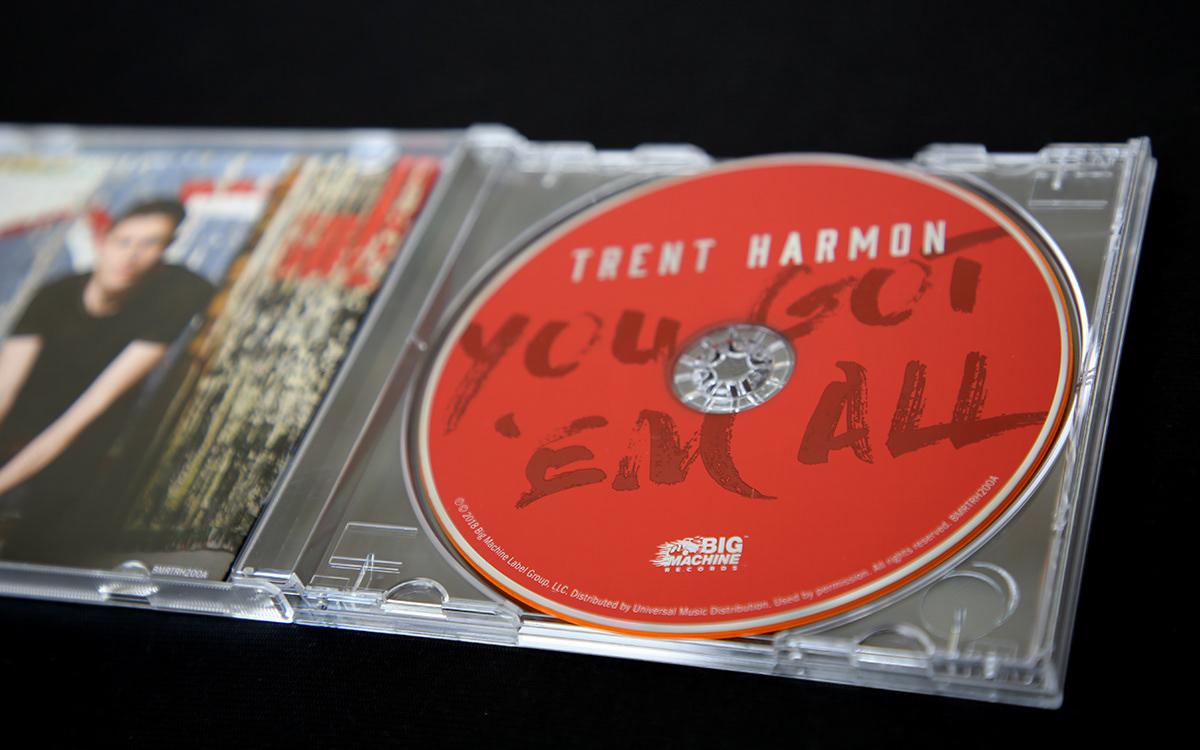 TRENT HARMON
YOU GOT
'EM ALL
BIG
MACHINE
RECORDS
℗© 2018 Big Machine Label Group, LLC, Distributed by Universal Music Distribution. Used by permission. All rights reserved. BMRTRH200A
BMRTRH200A